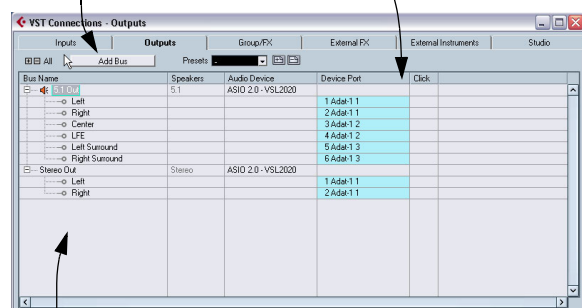 VST Connections - Outputs
Inputs Outputs Group/FX External FX External Instruments Studio
All Add Bus Presets -
Bus Name Speakers Audio Device Device Port Click
5.1 Out 5.1 ASIO 2.0 - VSL2020
Left 1 Adat-1 1
Right 2 Adat-1 1
Center 3 Adat-1 2
LFE 4 Adat-1 2
Left Surround 5 Adat-1 3
Right Surround 6 Adat-1 3
Stereo Out Stereo ASIO 2.0 - VSL2020
Left 1 Adat-1 1
Right 2 Adat-1 1